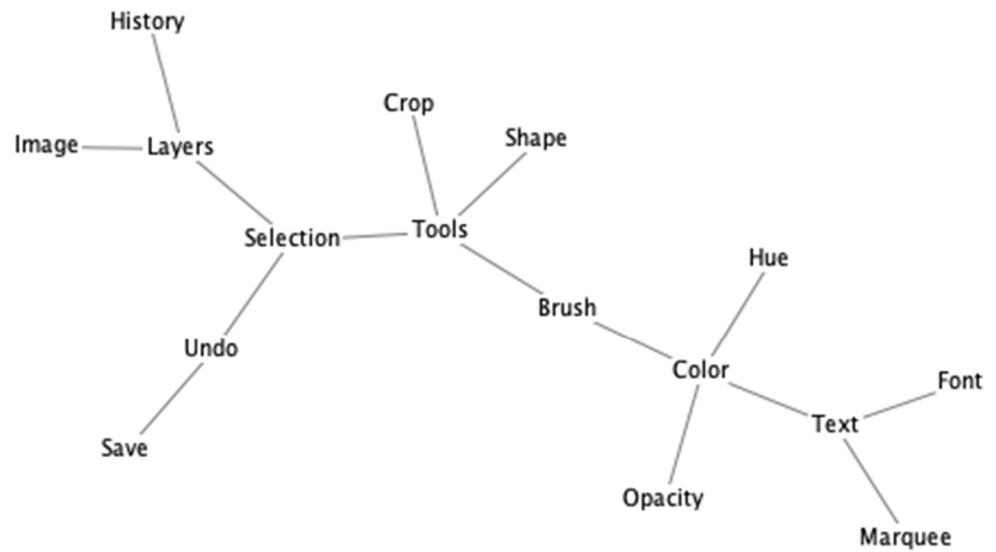 History
Crop
Shape
Image
Layers
Selection
Tools
Hue
Brush
Undo
Color
Font
Text
Save
Opacity
Marquee